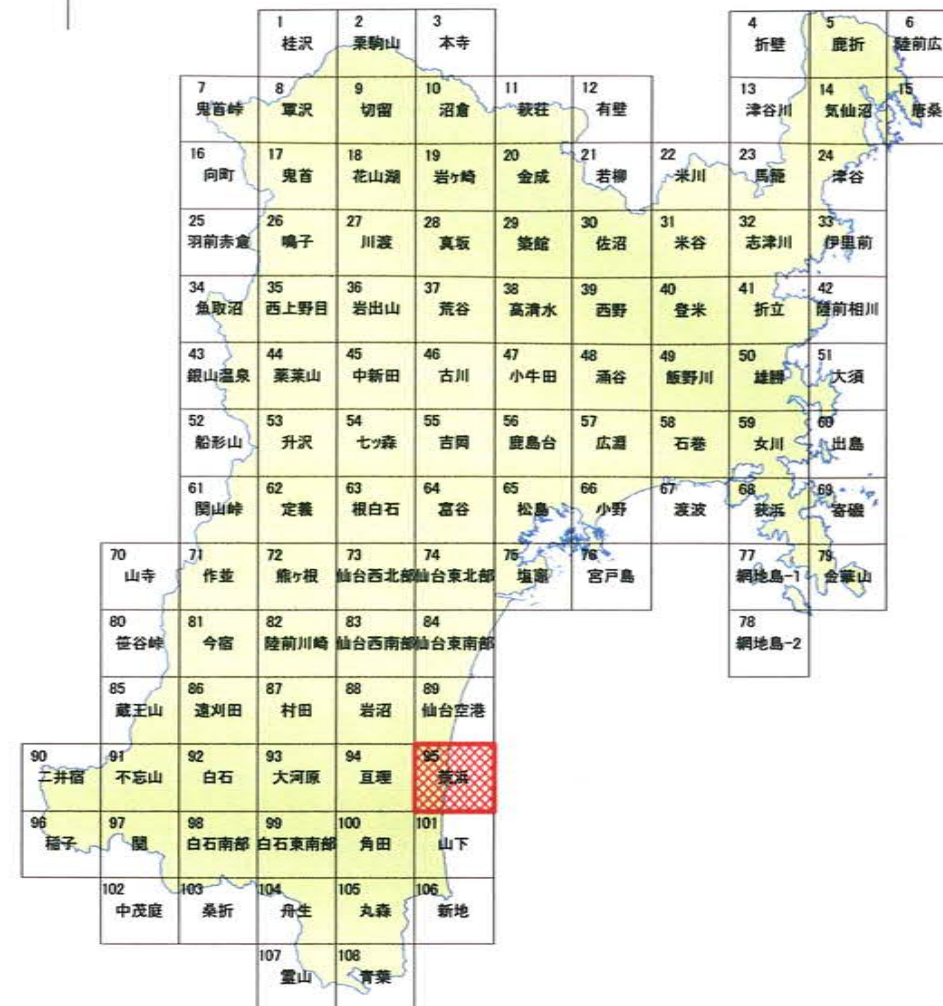 1 2 3 4 5 6
桂沢 栗駒山 本寺 折壁 鹿折 陸前広
7 8 9 10 11 12 13 14 15
鬼首峠 軍沢 切留 沼倉 萩荘 有壁 津谷川 気仙沼 唐桑
16 17 18 19 20 21 22 23 24
向町 鬼首 花山湖 岩ヶ崎 金成 若柳 米川 馬籠 津谷
25 26 27 28 29 30 31 32 33
羽前赤倉 鳴子 川渡 真坂 築館 佐沼 米谷 志津川 伊里前
34 35 36 37 38 39 40 41 42
魚取沼 西上野目 岩出山 荒谷 高清水 西野 登米 折立 陸前相川
43 44 45 46 47 48 49 50 51
銀山温泉 薬莱山 中新田 古川 小牛田 涌谷 飯野川 雄勝 大須
52 53 54 55 56 57 58 59 60
船形山 升沢 七ツ森 吉岡 鹿島台 広淵 石巻 女川 出島
61 62 63 64 65 66 67 68 69
関山峠 定義 根白石 富谷 松島 小野 渡波 荻浜 寄磯
70 71 72 73 74 75 76 77 79
山寺 作並 熊ヶ根 仙台西北部 仙台東北部 塩竈 宮戸島 網地島-1 金華山
80 81 82 83 84 78
笹谷峠 今宿 陸前川崎 仙台西南部 仙台東南部 網地島-2
85 86 87 88 89
蔵王山 遠刈田 村田 岩沼 仙台空港
90 91 92 93 94 95
二井宿 不忘山 白石 大河原 亘理 荒浜
96 97 98 99 100 101
稲子 関 白石南部 白石東南部 角田 山下
102 103 104 105 106
中茂庭 桑折 舟生 丸森 新地
107 108
霊山 青葉